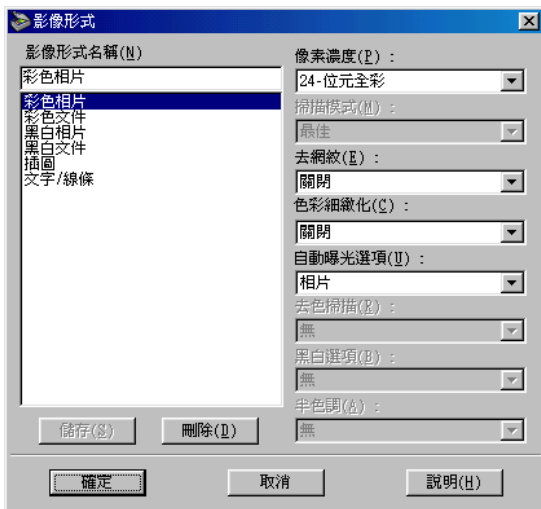 影像形式
影像形式名稱(N)
彩色相片
彩色相片
彩色文件
黑白相片
黑白文件
插圖
文字/線條
儲存(S)
刪除(D)
像素濃度(P) :
24-位元全彩
掃描模式(M) :
最佳
去網紋(E) :
關閉
色彩細緻化(C) :
關閉
自動曝光選項(U) :
相片
去色掃描(R) :
無
黑白選項(B) :
無
半色調(A) :
無
確定
取消
說明(H)